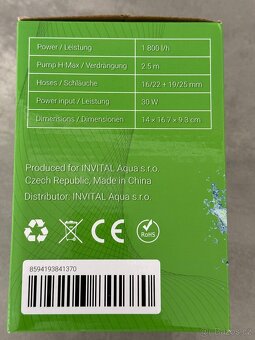 Power / Leistung 1 800 l/h
Pump H-Max / Verdrängung 2.5 m
Hoses / Schläuche 16/22 + 19/25 mm
Power input / Leistung 30 W
Dimensions / Dimensionen 14 × 16.7 × 9.3 cm
Produced for INVITAL Aqua s.r.o.
Czech Republic, Made in China
Distributor: INVITAL Aqua s.r.o.
CE
RoHS
8594193841370